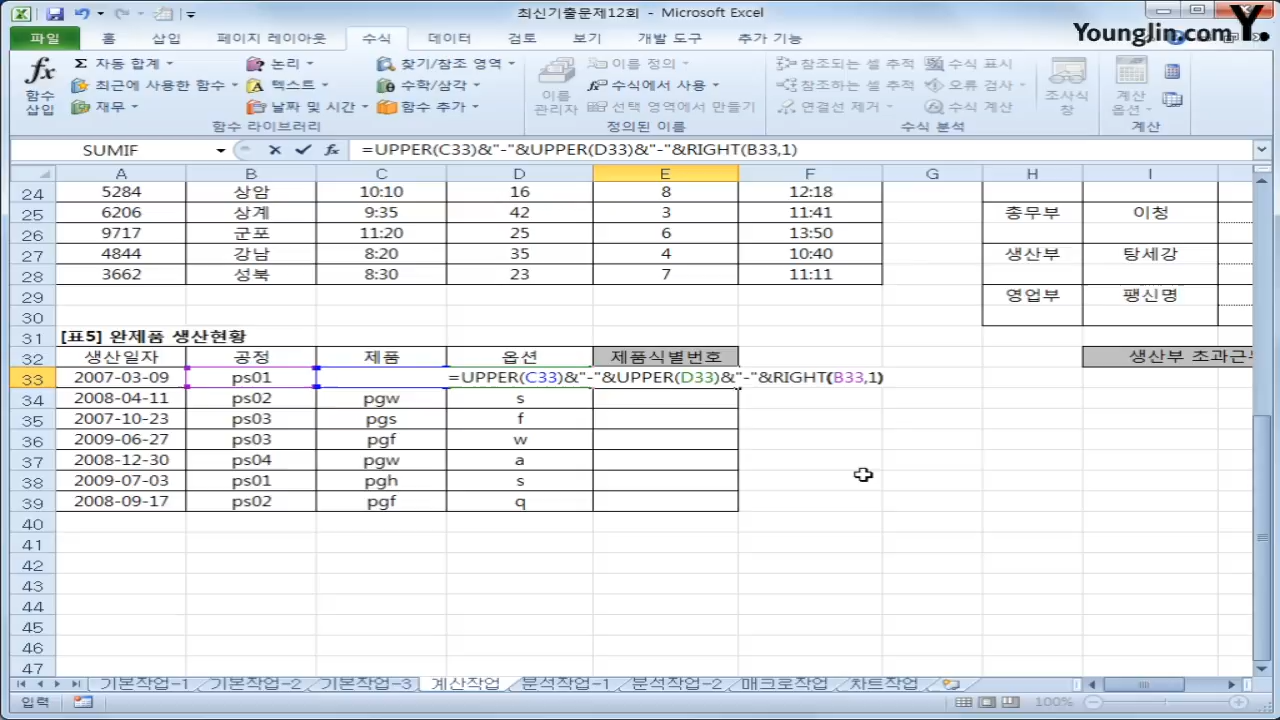 최신기출문제12회 - Microsoft Excel
Younglin.com Y.
파일 홈 삽입 페이지 레이아웃 수식 데이터 검토 보기 개발 도구 추가 기능
fx 함수 삽입
Σ 자동 합계
최근에 사용한 함수
재무
논리
텍스트
날짜 및 시간
찾기/참조 영역
수학/삼각
함수 추가
함수 라이브러리
이름 관리자
이름 정의
수식에서 사용
선택 영역에서 만들기
정의된 이름
참조되는 셀 추적
참조하는 셀 추적
연결선 제거
수식 표시
오류 검사
수식 계산
수식 분석
조사식 창
계산 옵션
계산
SUMIF fx =UPPER(C33)&"-"&UPPER(D33)&"-"&RIGHT(B33,1)
A B C D E F G H I
24 5284 상암 10:10 16 8 12:18
25 6206 상계 9:35 42 3 11:41 총무부 이청
26 9717 군포 11:20 25 6 13:50
27 4844 강남 8:20 35 4 10:40 생산부 탕세강
28 3662 성북 8:30 23 7 11:11
29 영업부 팽신명
30
31 [표5] 완제품 생산현황
32 생산일자 공정 제품 옵션 제품식별번호 생산부 초과근
33 2007-03-09 ps01 =UPPER(C33)&"-"&UPPER(D33)&"-"&RIGHT(B33,1)
34 2008-04-11 ps02 pgw s
35 2007-10-23 ps03 pgs f
36 2009-06-27 ps03 pgf w
37 2008-12-30 ps04 pgw a
38 2009-07-03 ps01 pgh s
39 2008-09-17 ps02 pgf q
40
41
42
43
44
45
46
47
기본작업-1 기본작업-2 기본작업-3 계산작업 분석작업-1 분석작업-2 매크로작업 차트작업
입력 100%